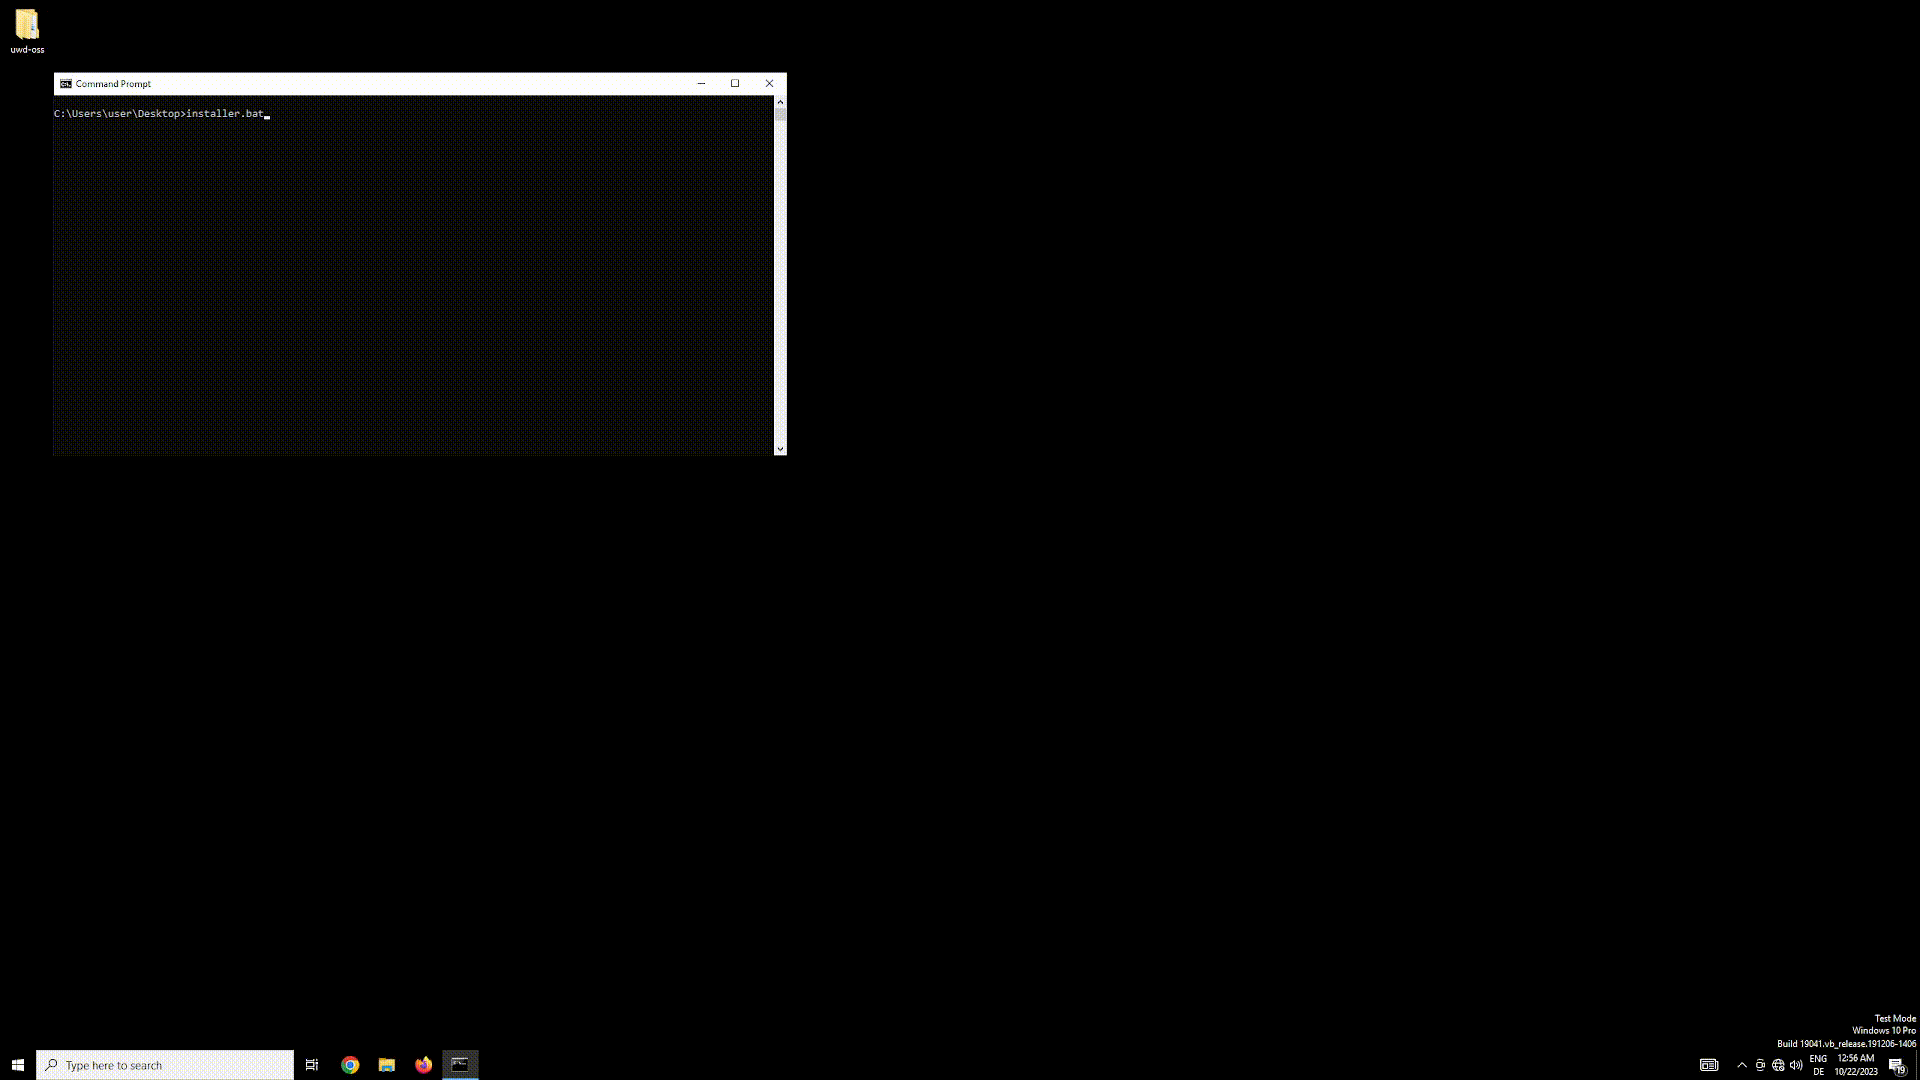 uwd-oss
Command Prompt
C:\Users\user\Desktop>installer.bat
Test Mode
Windows 10 Pro
Build 19041.vb_release.191206-1406
Type here to search
ENG
DE
12:56 AM
10/22/2023
19